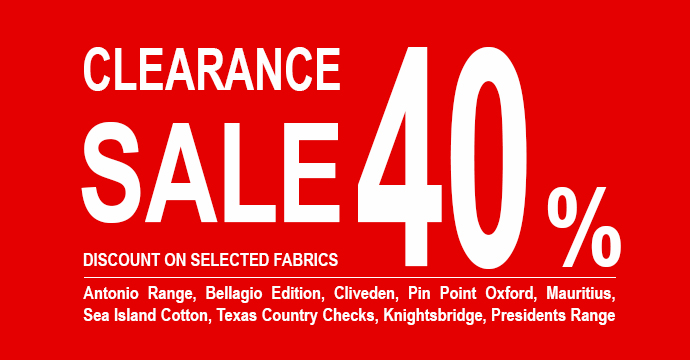 CLEARANCE
SALE 40%
DISCOUNT ON SELECTED FABRICS
Antonio Range, Bellagio Edition, Cliveden, Pin Point Oxford, Mauritius,
Sea Island Cotton, Texas Country Checks, Knightsbridge, Presidents Range